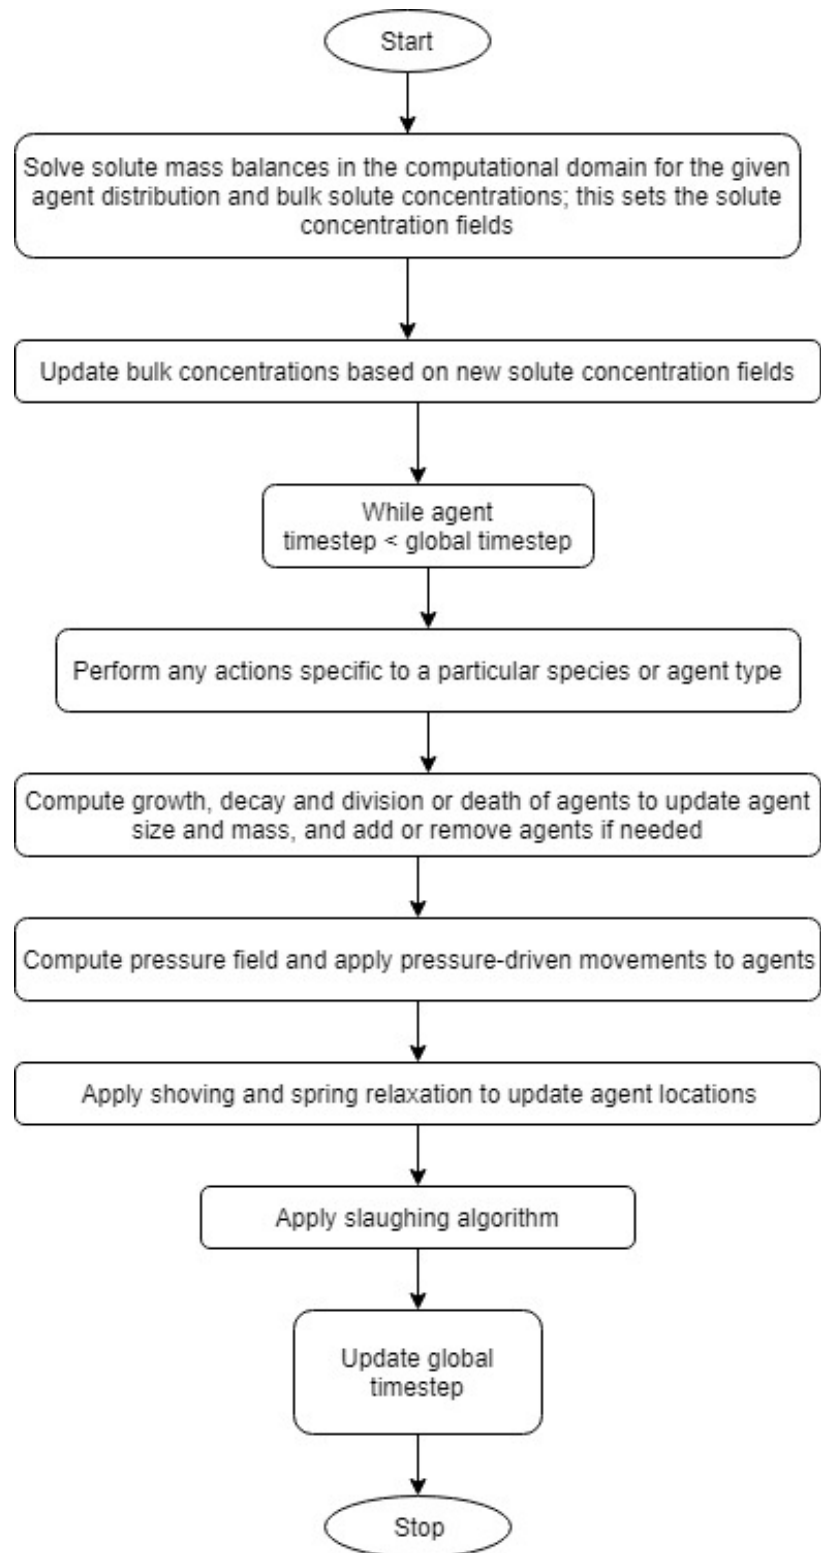 Start
Solve solute mass balances in the computational domain for the given
agent distribution and bulk solute concentrations; this sets the solute
concentration fields
Update bulk concentrations based on new solute concentration fields
While agent
timestep < global timestep
Perform any actions specific to a particular species or agent type
Compute growth, decay and division or death of agents to update agent
size and mass, and add or remove agents if needed
Compute pressure field and apply pressure-driven movements to agents
Apply shoving and spring relaxation to update agent locations
Apply slaughing algorithm
Update global
timestep
Stop